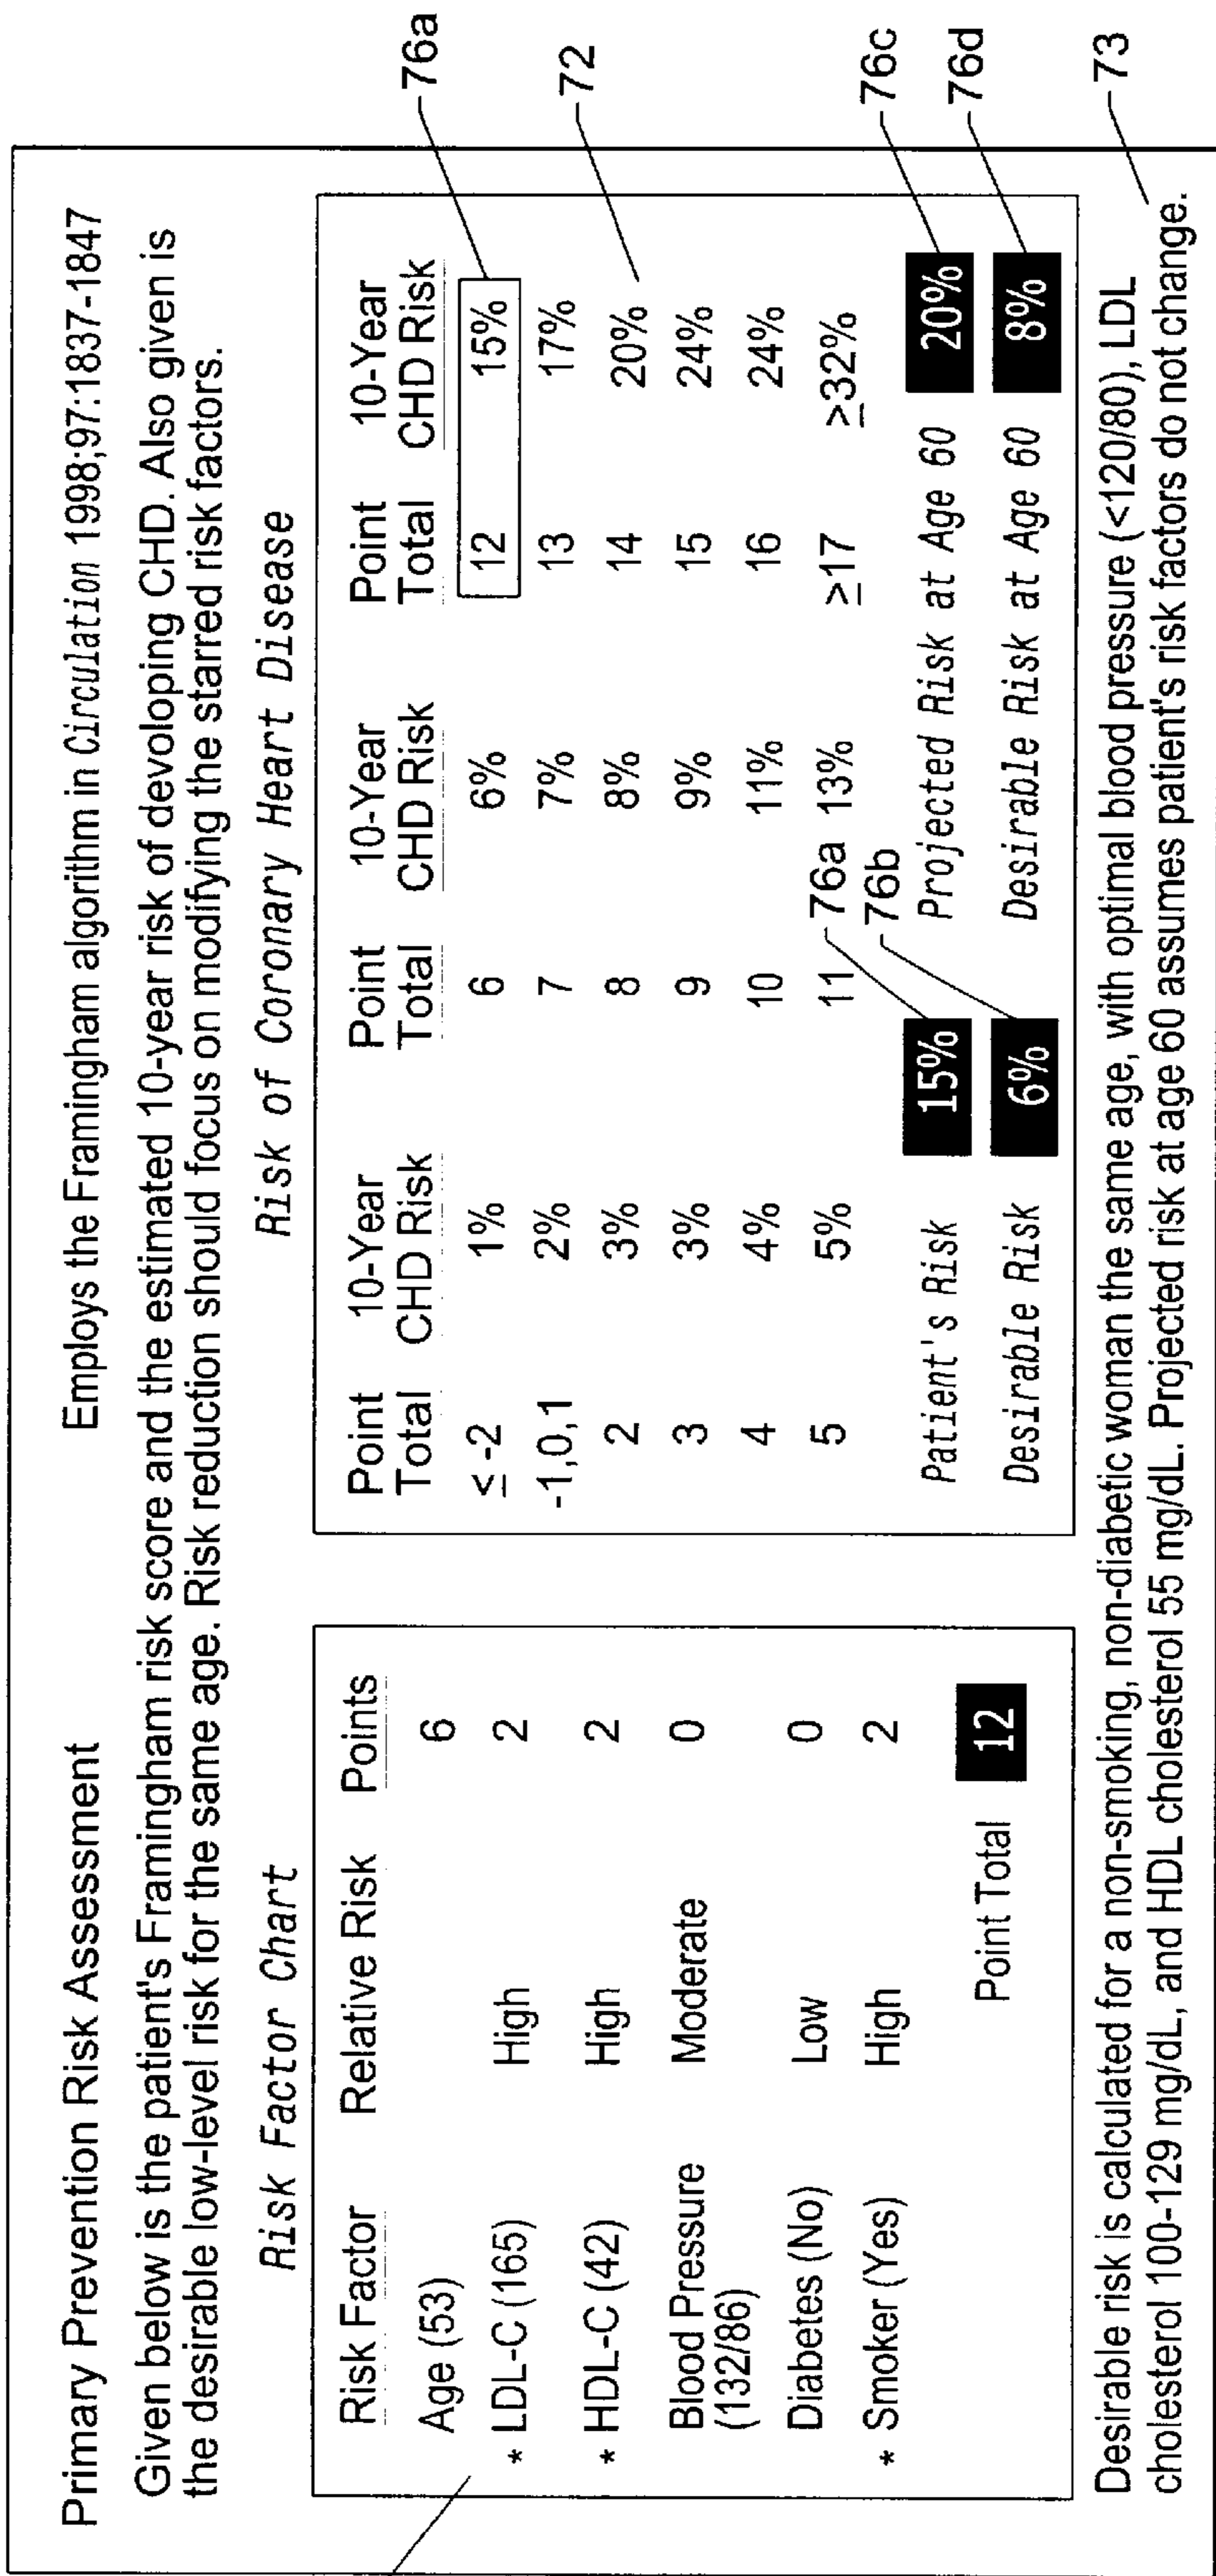 Primary Prevention Risk Assessment Employs the Framingham algorithm in Circulation 1998;97:1837-1847
Given below is the patient's Framingham risk score and the estimated 10-year risk of devoloping CHD. Also given is
the desirable low-level risk for the same age. Risk reduction should focus on modifying the starred risk factors.
Risk Factor Chart
Risk Factor Relative Risk Points
Age (53) 6
* LDL-C (165) High 2
* HDL-C (42) High 2
Blood Pressure Moderate 0
(132/86)
Diabetes (No) Low 0
* Smoker (Yes) High 2
Point Total 12
Risk of Coronary Heart Disease
Point 10-Year Point 10-Year Point 10-Year
Total CHD Risk Total CHD Risk Total CHD Risk
≤ -2 1% 6 6% 12 15% 76a
-1,0,1 2% 7 7% 13 17%
2 3% 8 8% 14 20% 72
3 3% 9 9% 15 24%
4 4% 10 11% 16 24%
5 5% 11 13% ≥17 ≥32%
76a
76b
Patient's Risk 15% Projected Risk at Age 60 20% 76c
Desirable Risk 6% Desirable Risk at Age 60 8% 76d
Desirable risk is calculated for a non-smoking, non-diabetic woman the same age, with optimal blood pressure (<120/80), LDL
cholesterol 100-129 mg/dL, and HDL cholesterol 55 mg/dL. Projected risk at age 60 assumes patient's risk factors do not change.
73